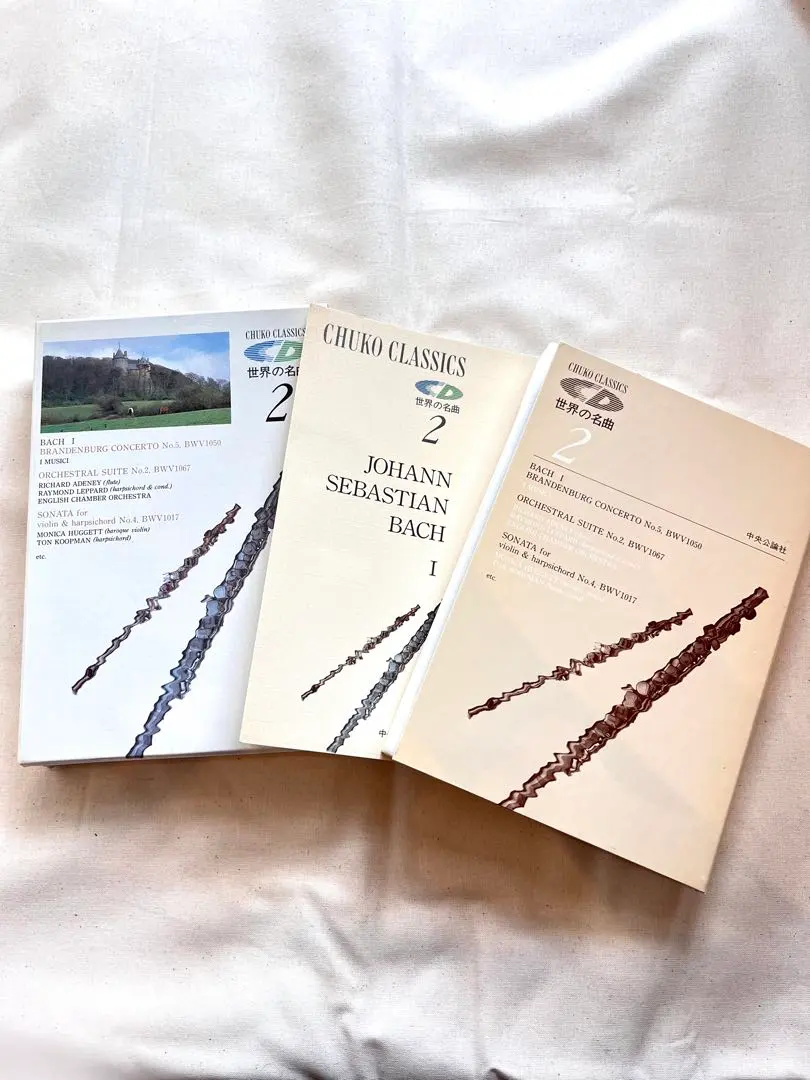 CHUKO CLASSICS
CD
世界の名曲
2
BACH I
BRANDENBURG CONCERTO No.5, BWV1050
I MUSICI
ORCHESTRAL SUITE No.2, BWV1067
RICHARD ADENEY (flute)
RAYMOND LEPPARD (harpsichord & cond.)
ENGLISH CHAMBER ORCHESTRA
SONATA for
violin & harpsichord No.4, BWV1017
MONICA HUGGETT (baroque violin)
TON KOOPMAN (harpsichord)
etc.
CHUKO CLASSICS
CD
世界の名曲
2
JOHANN
SEBASTIAN
BACH
I
中
CHUKO CLASSICS
CD
世界の名曲
2
BACH I
BRANDENBURG CONCERTO No.5, BWV1050
ORCHESTRAL SUITE No.2, BWV1067
SONATA for
violin & harpsichord No.4, BWV1017
etc.
中央公論社